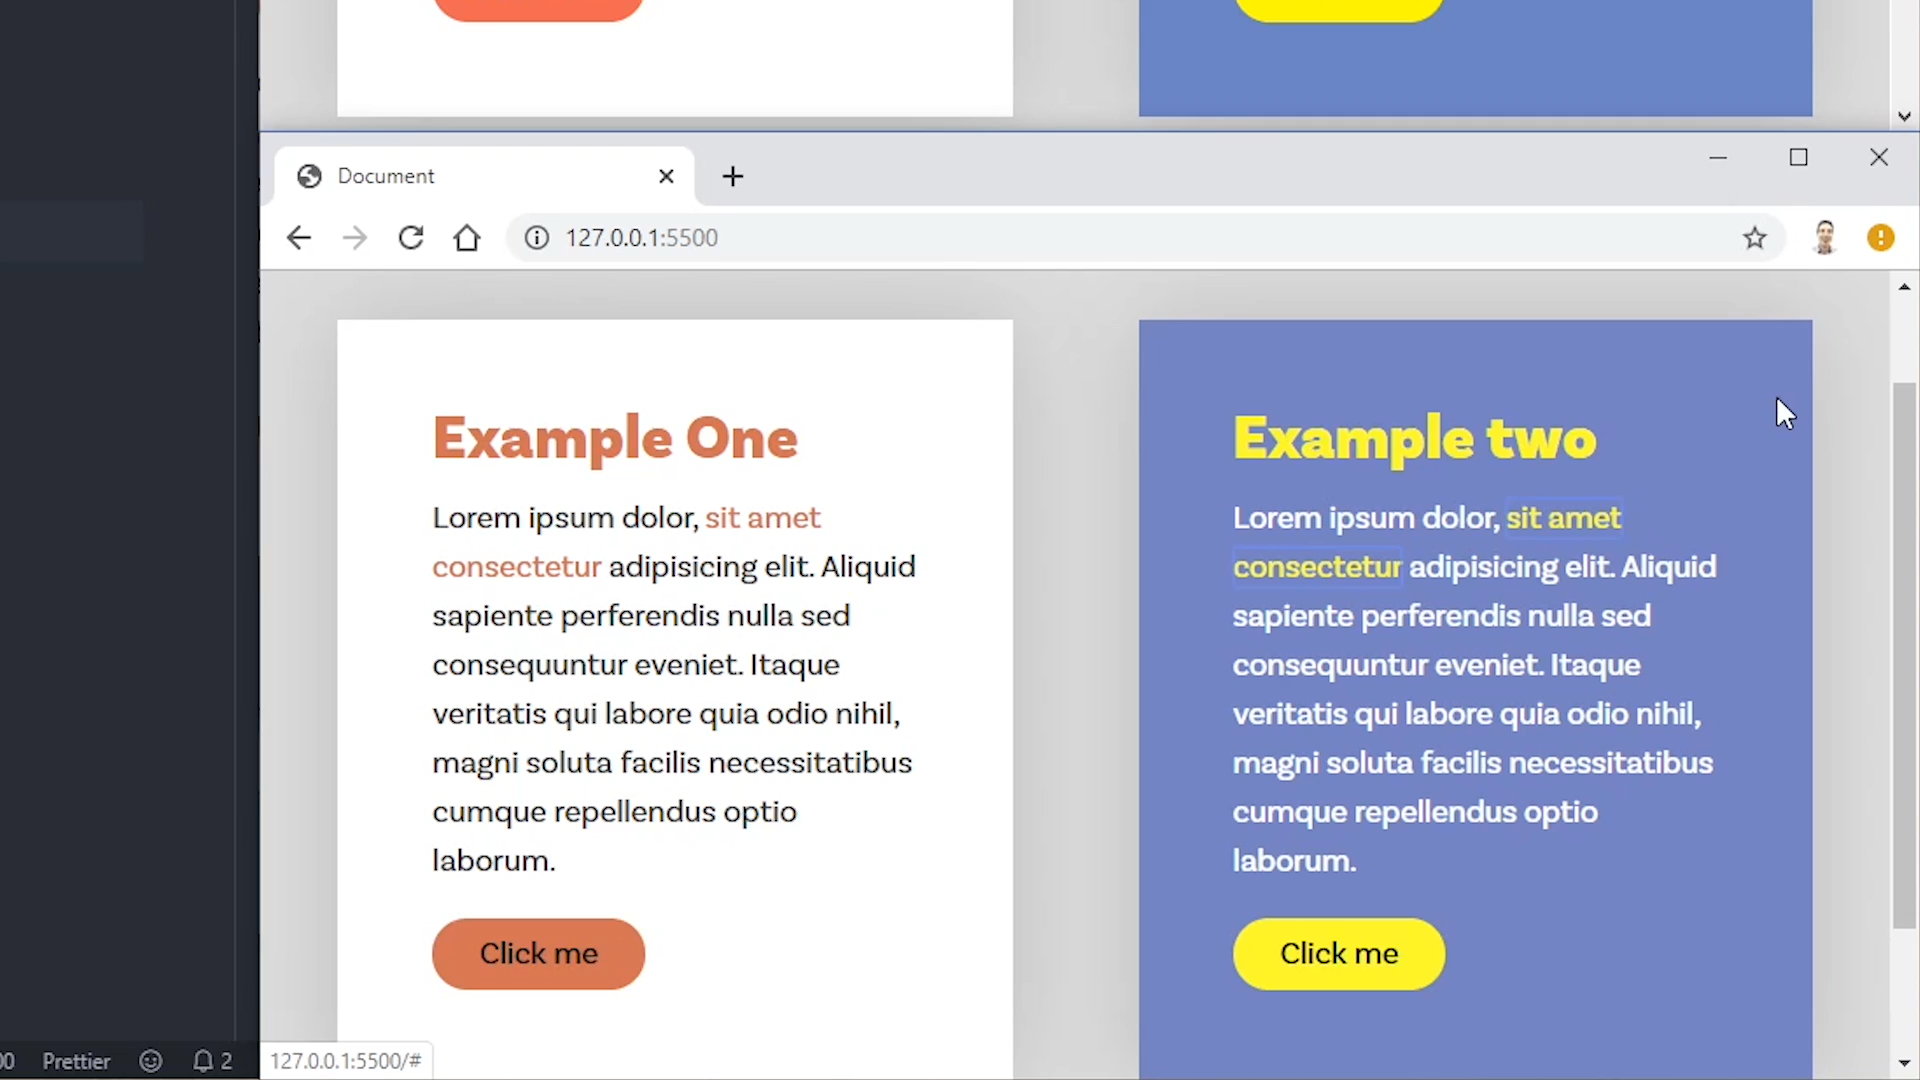 Document
127.0.0.1:5500
Example One
Lorem ipsum dolor, sit amet
consectetur adipisicing elit. Aliquid
sapiente perferendis nulla sed
consequuntur eveniet. Itaque
veritatis qui labore quia odio nihil,
magni soluta facilis necessitatibus
cumque repellendus optio
laborum.
Click me
Example two
Lorem ipsum dolor, sit amet
consectetur adipisicing elit. Aliquid
sapiente perferendis nulla sed
consequuntur eveniet. Itaque
veritatis qui labore quia odio nihil,
magni soluta facilis necessitatibus
cumque repellendus optio
laborum.
Click me
00 Prettier 2
127.0.0.1:5500/#